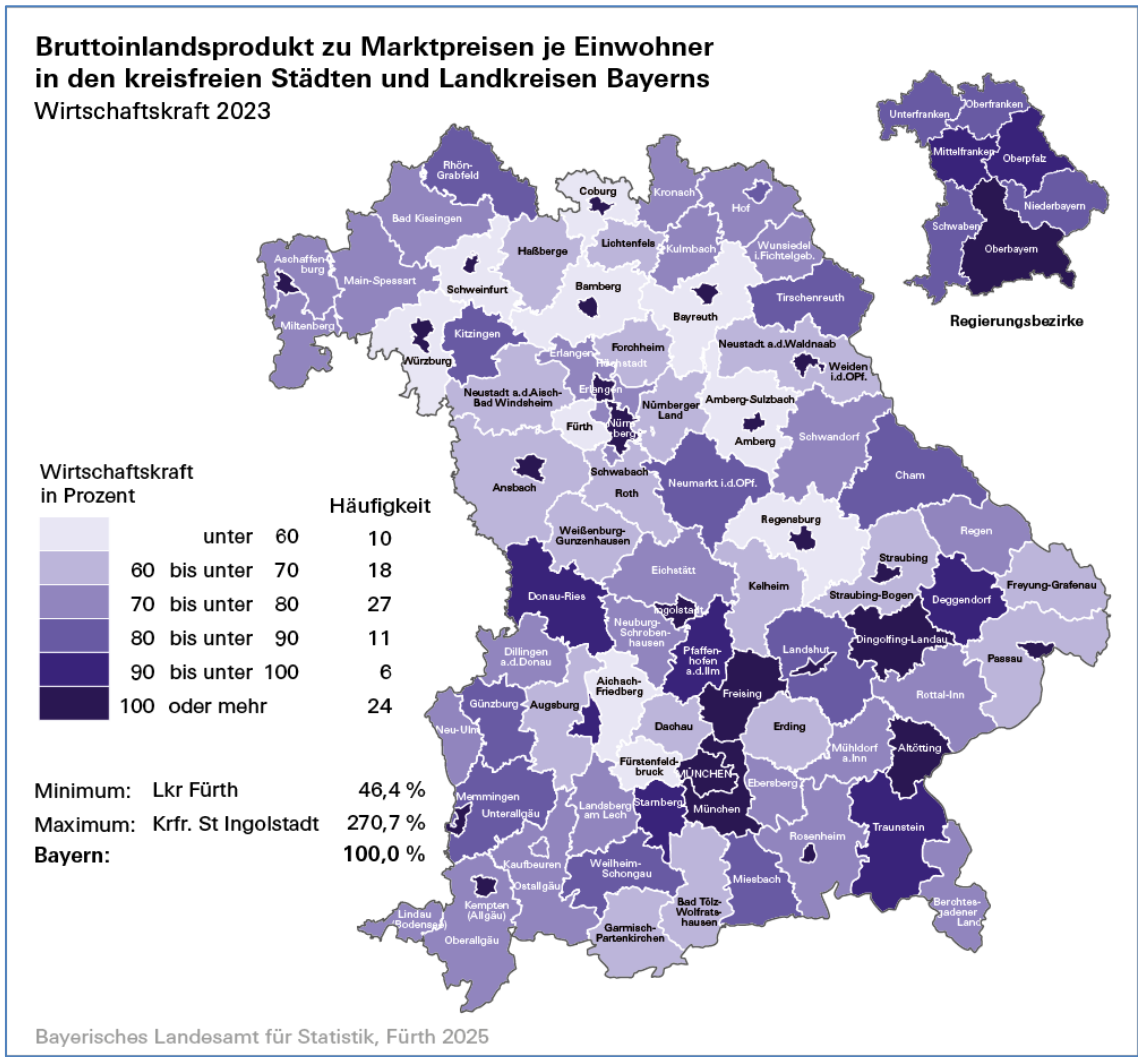 Bruttoinlandsprodukt zu Marktpreisen je Einwohner
in den kreisfreien Städten und Landkreisen Bayerns
Wirtschaftskraft 2023
Unterfranken
Oberfranken
Mittelfranken
Oberpfalz
Niederbayern
Schwaben
Oberbayern
Regierungsbezirke
Rhön-
Grabfeld
Coburg
Kronach
Hof
Bad Kissingen
Haßberge
Lichtenfels
Kulmbach
Wunsiedel
i.Fichtelgeb.
Aschaffen-
burg
Main-Spessart
Schweinfurt
Bamberg
Bayreuth
Tirschenreuth
Miltenberg
Würzburg
Kitzingen
Erlangen-
Höchstadt
Forchheim
Neustadt a.d.Waldnaab
Weiden
i.d.OPf.
Neustadt a.d.Aisch-
Bad Windsheim
Erlangen
Fürth
Nürn-
berg
Nürnberger
Land
Amberg-Sulzbach
Amberg
Schwandorf
Ansbach
Schwabach
Roth
Neumarkt i.d.OPf.
Cham
Weißenburg-
Gunzenhausen
Regensburg
Regen
Eichstätt
Kelheim
Straubing
Straubing-Bogen
Freyung-Grafenau
Deggendorf
Donau-Ries
Ingolstadt
Neuburg-
Schroben-
hausen
Pfaffen-
hofen
a.d.Ilm
Landshut
Dingolfing-Landau
Passau
Dillingen
a.d.Donau
Aichach-
Friedberg
Freising
Rottal-Inn
Günzburg
Augsburg
Dachau
Erding
Neu-Ulm
Mühldorf
a.Inn
Altötting
Fürstenfeld-
bruck
MÜNCHEN
Ebersberg
München
Memmingen
Unterallgäu
Landsberg
am Lech
Starnberg
Rosenheim
Traunstein
Kaufbeuren
Ostallgäu
Weilheim-
Schongau
Miesbach
Kempten
(Allgäu)
Bad Tölz-
Wolfrats-
hausen
Berchtes-
gadener
Land
Lindau
(Bodensee)
Oberallgäu
Garmisch-
Partenkirchen
Wirtschaftskraft
in Prozent
Häufigkeit
unter 60 10
60 bis unter 70 18
70 bis unter 80 27
80 bis unter 90 11
90 bis unter 100 6
100 oder mehr 24
Minimum: Lkr Fürth 46,4 %
Maximum: Krfr. St Ingolstadt 270,7 %
Bayern: 100,0 %
Bayerisches Landesamt für Statistik, Fürth 2025